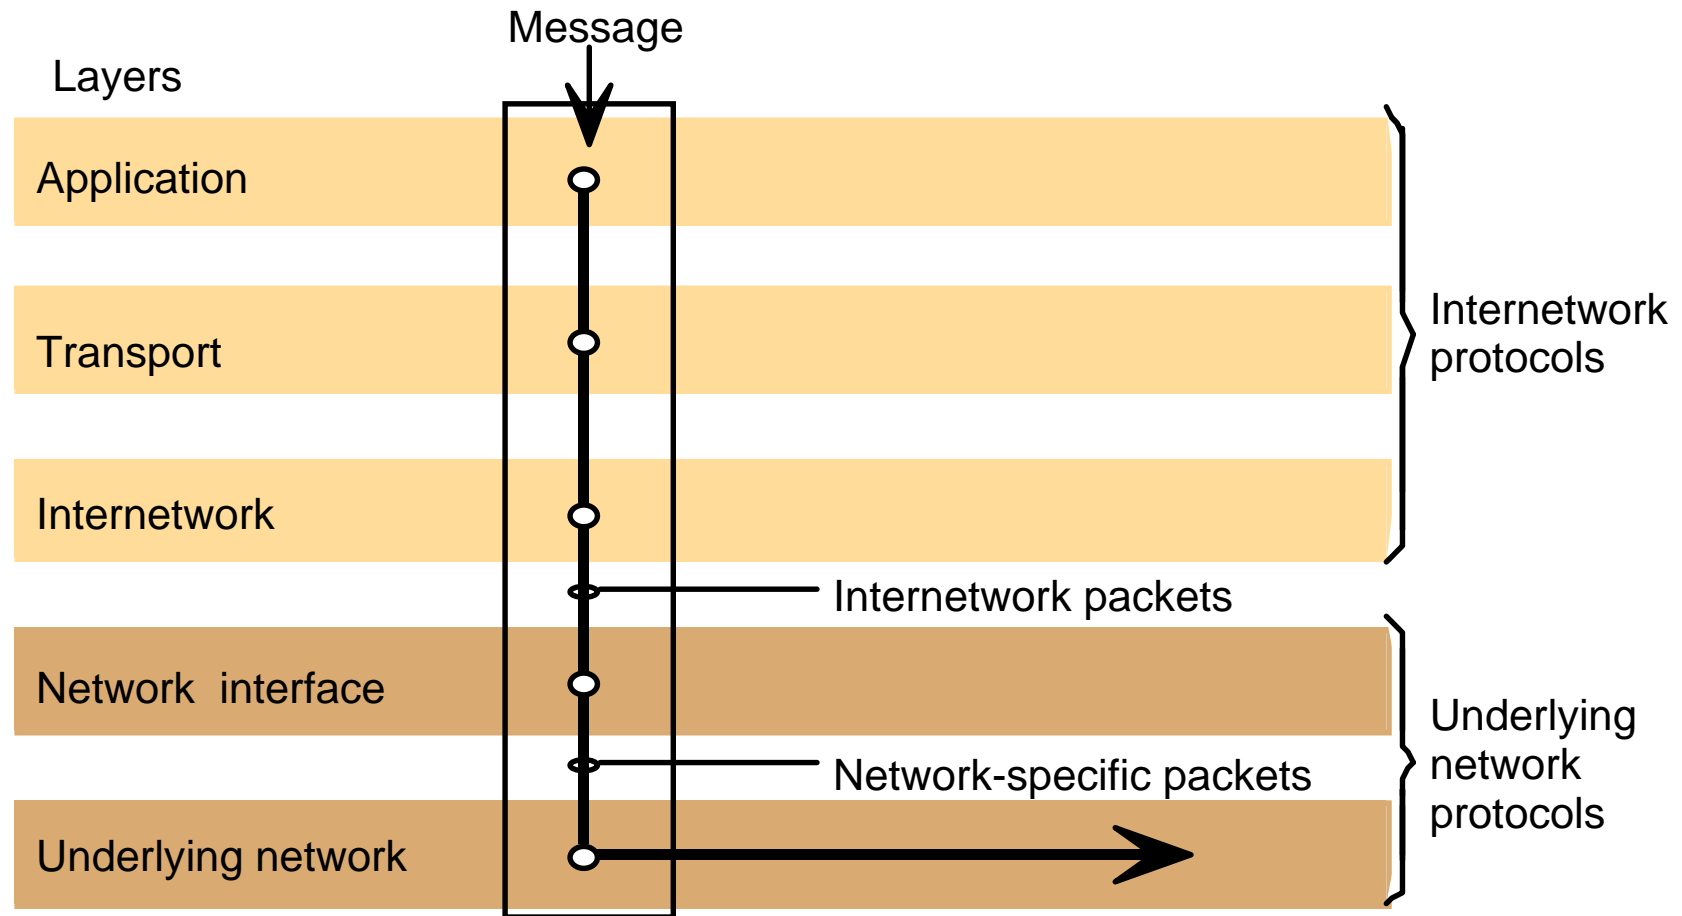 Message
Layers
Application
Transport
Internetwork
protocols
Internetwork
Internetwork packets
Network interface
Underlying
network
protocols
Network-specific packets
Underlying network